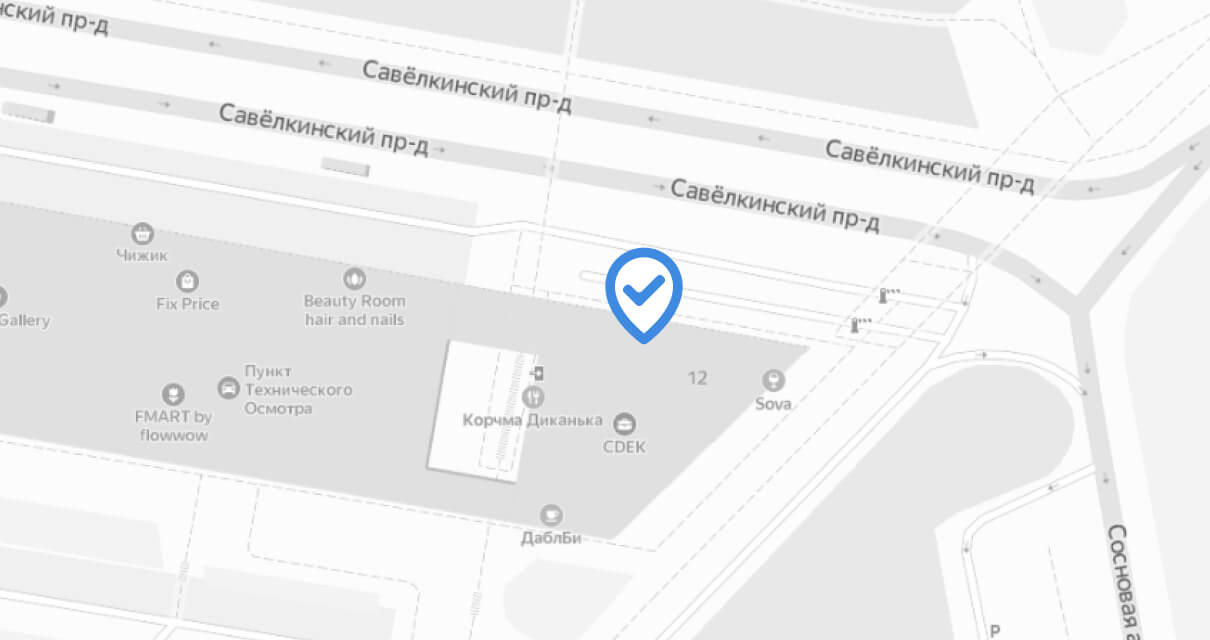 нский пр-д
Савёлкинский пр-д
Савёлкинский пр-д
Савёлкинский пр-д
Савёлкинский пр-д
Чижик
Fix Price
Gallery
Beauty Room
hair and nails
Пункт
Технического
Осмотра
FMART by
flowwow
Корчма Диканька
12
Sova
CDEK
ДаблБи
Сосновая а
P